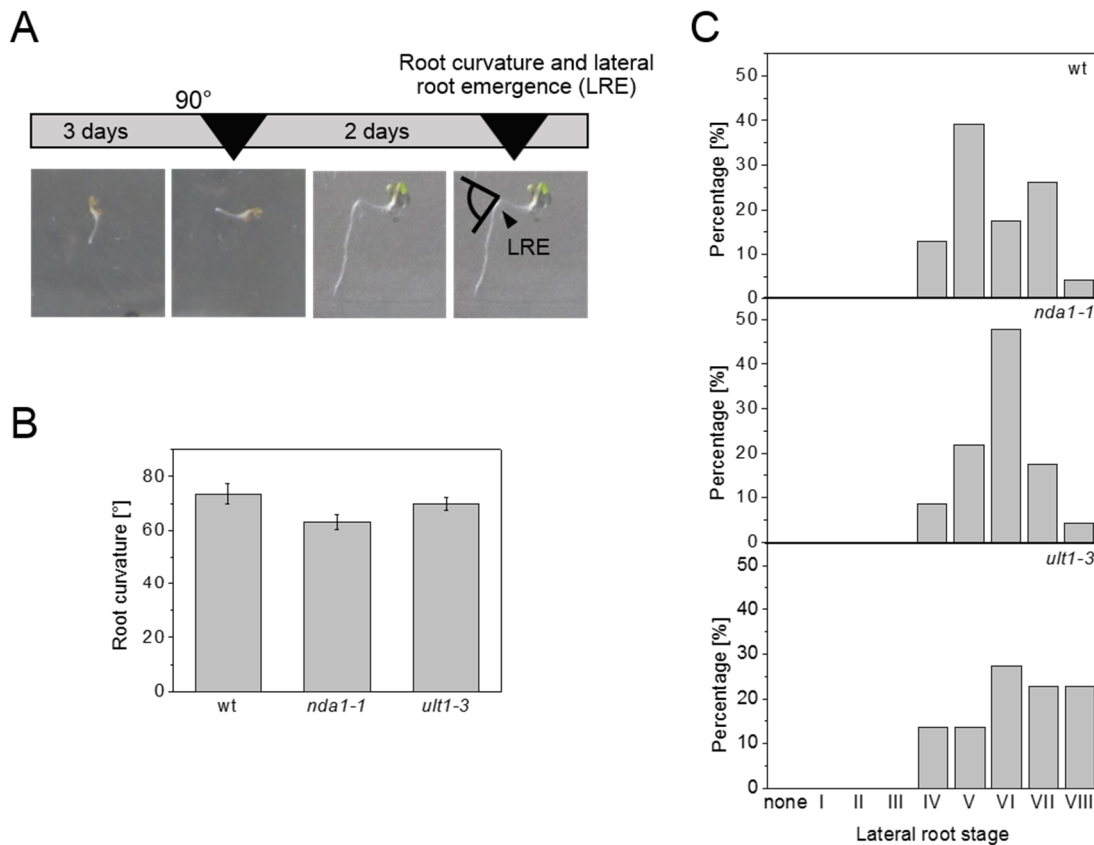 A
Root curvature and lateral
root emergence (LRE)
90°
3 days
2 days
LRE
B
Root curvature [°]
80
60
40
20
0
wt
nda1-1
ult1-3
C
wt
Percentage [%]
50
40
30
20
10
0
nda1-1
Percentage [%]
50
40
30
20
10
0
ult1-3
Percentage [%]
50
40
30
20
10
0
none I II III IV V VI VII VIII
Lateral root stage